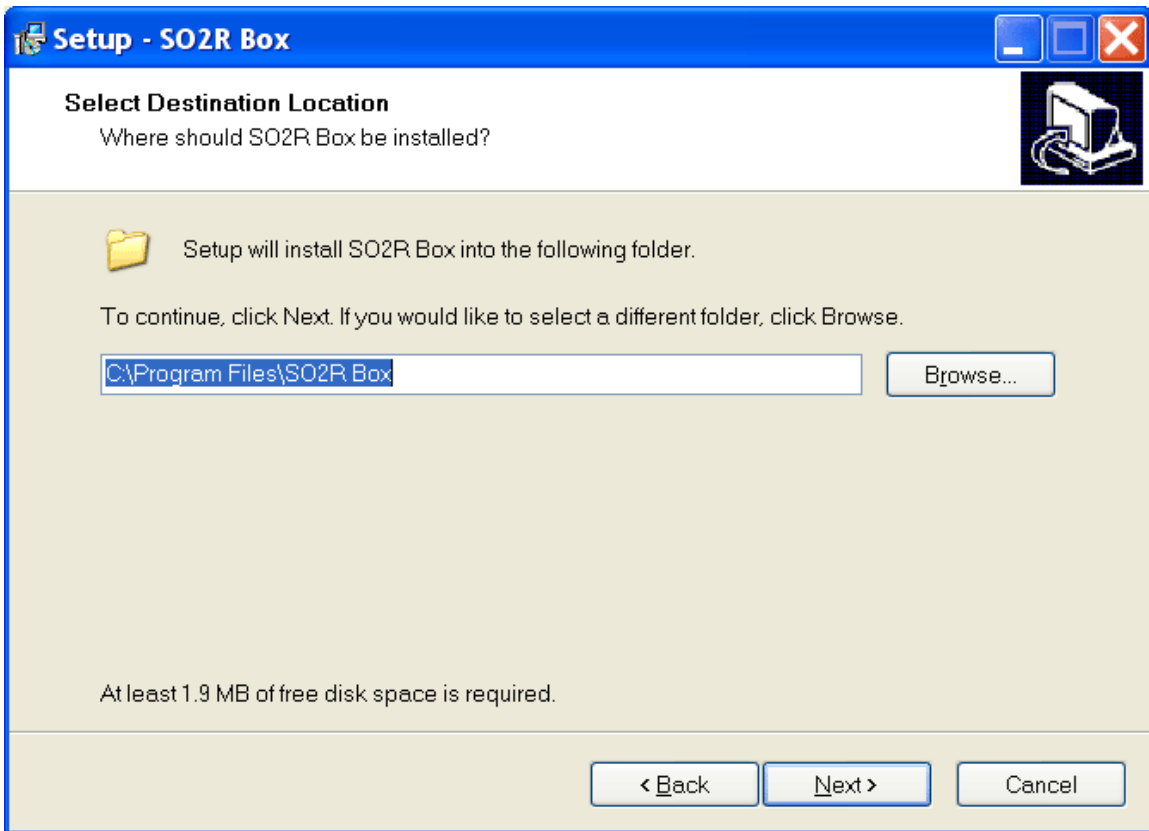 Setup - SO2R Box
Select Destination Location
Where should SO2R Box be installed?
Setup will install SO2R Box into the following folder.
To continue, click Next. If you would like to select a different folder, click Browse.
C:\Program Files\SO2R Box
Browse...
At least 1.9 MB of free disk space is required.
< Back
Next >
Cancel